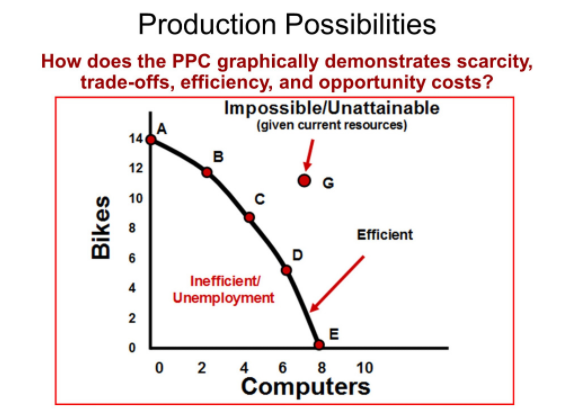 Production Possibilities
How does the PPC graphically demonstrates scarcity,
trade-offs, efficiency, and opportunity costs?
Impossible/Unattainable
(given current resources)
14
A
12
B
G
10
C
8
Efficient
6
D
Inefficient/
Unemployment
4
2
E
0
Bikes
0 2 4 6 8 10
Computers